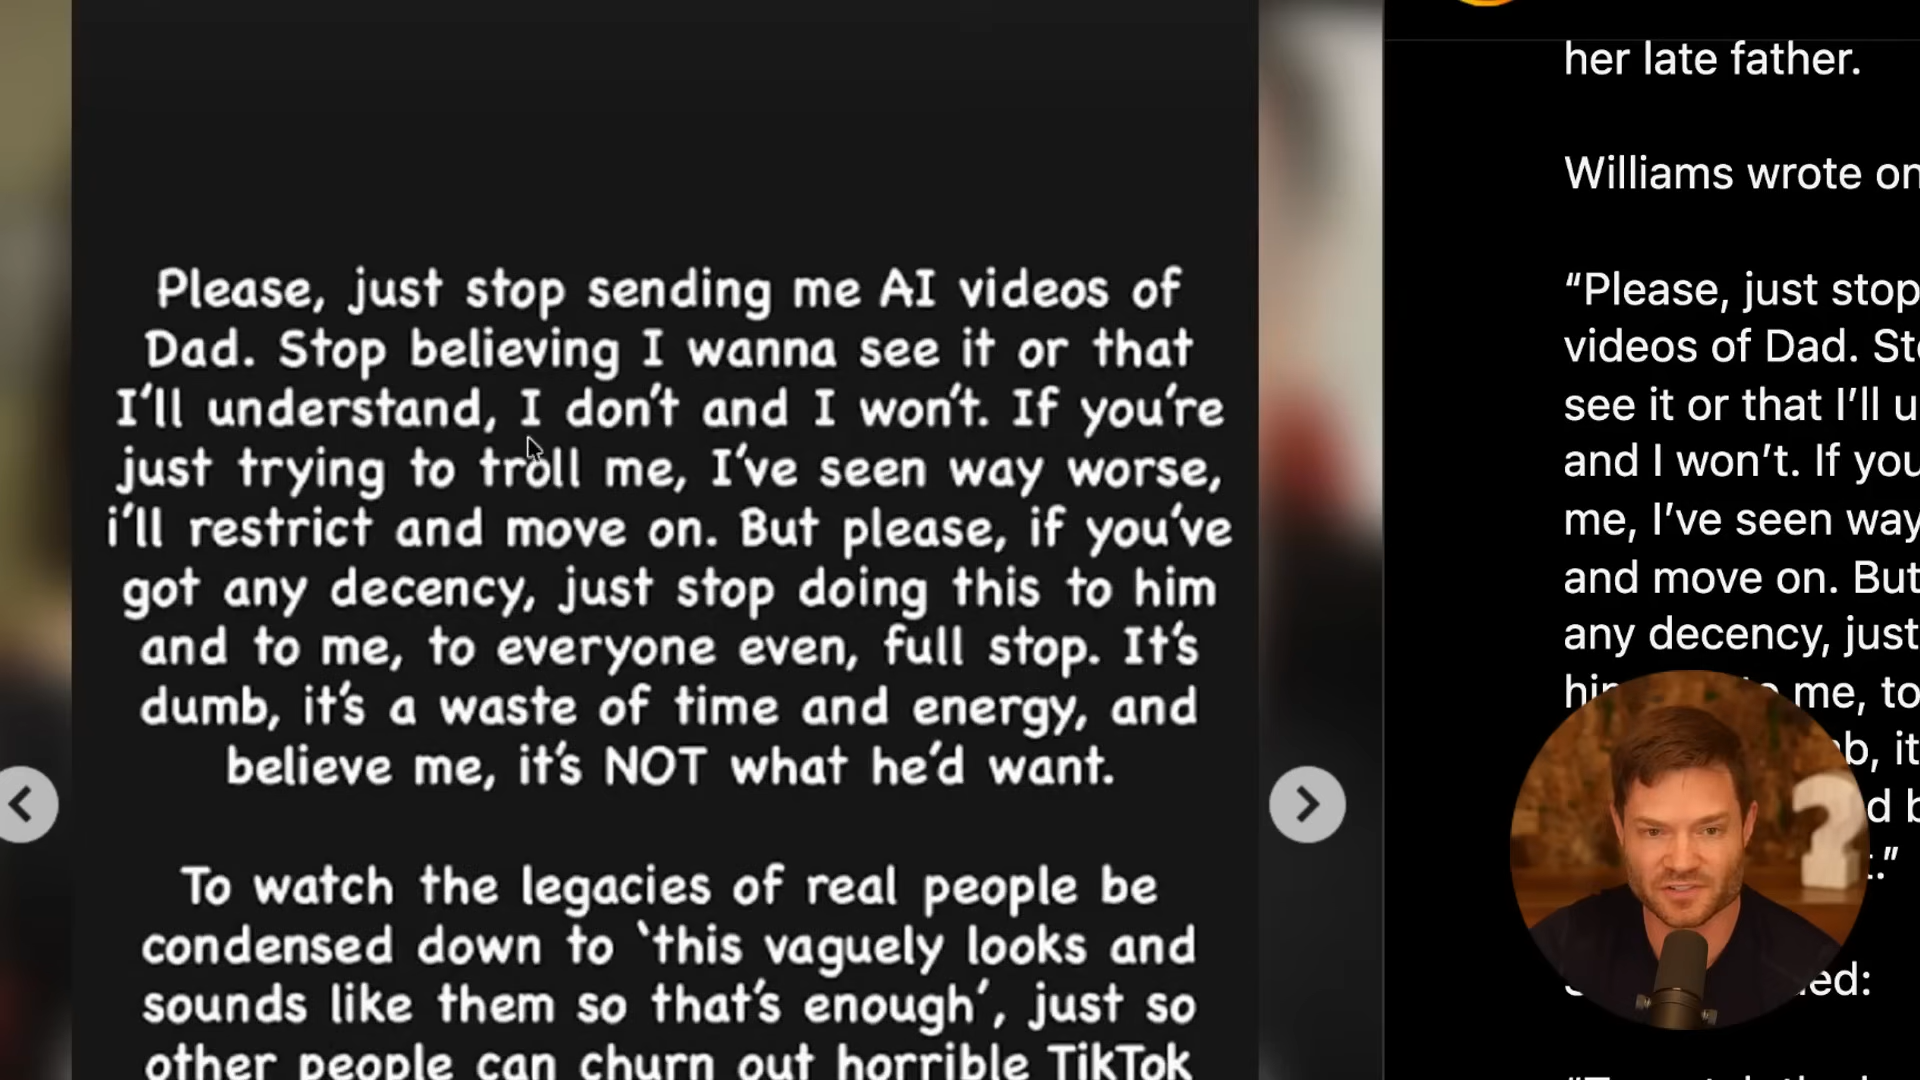 Please, just stop sending me AI videos of
Dad. Stop believing I wanna see it or that
I'll understand, I don't and I won't. If you're
just trying to troll me, I've seen way worse,
i'll restrict and move on. But please, if you've
got any decency, just stop doing this to him
and to me, to everyone even, full stop. It's
dumb, it's a waste of time and energy, and
believe me, it's NOT what he'd want.
To watch the legacies of real people be
condensed down to ‵this vaguely looks and
sounds like them so that's enough′, just so
other people can churn out horrible TikTok
her late father.
Williams wrote on
“Please, just stop
videos of Dad. Sto
see it or that I’ll u
and I won’t. If you
me, I’ve seen way
and move on. But
any decency, just
me, to
it
d b
.”
ed: